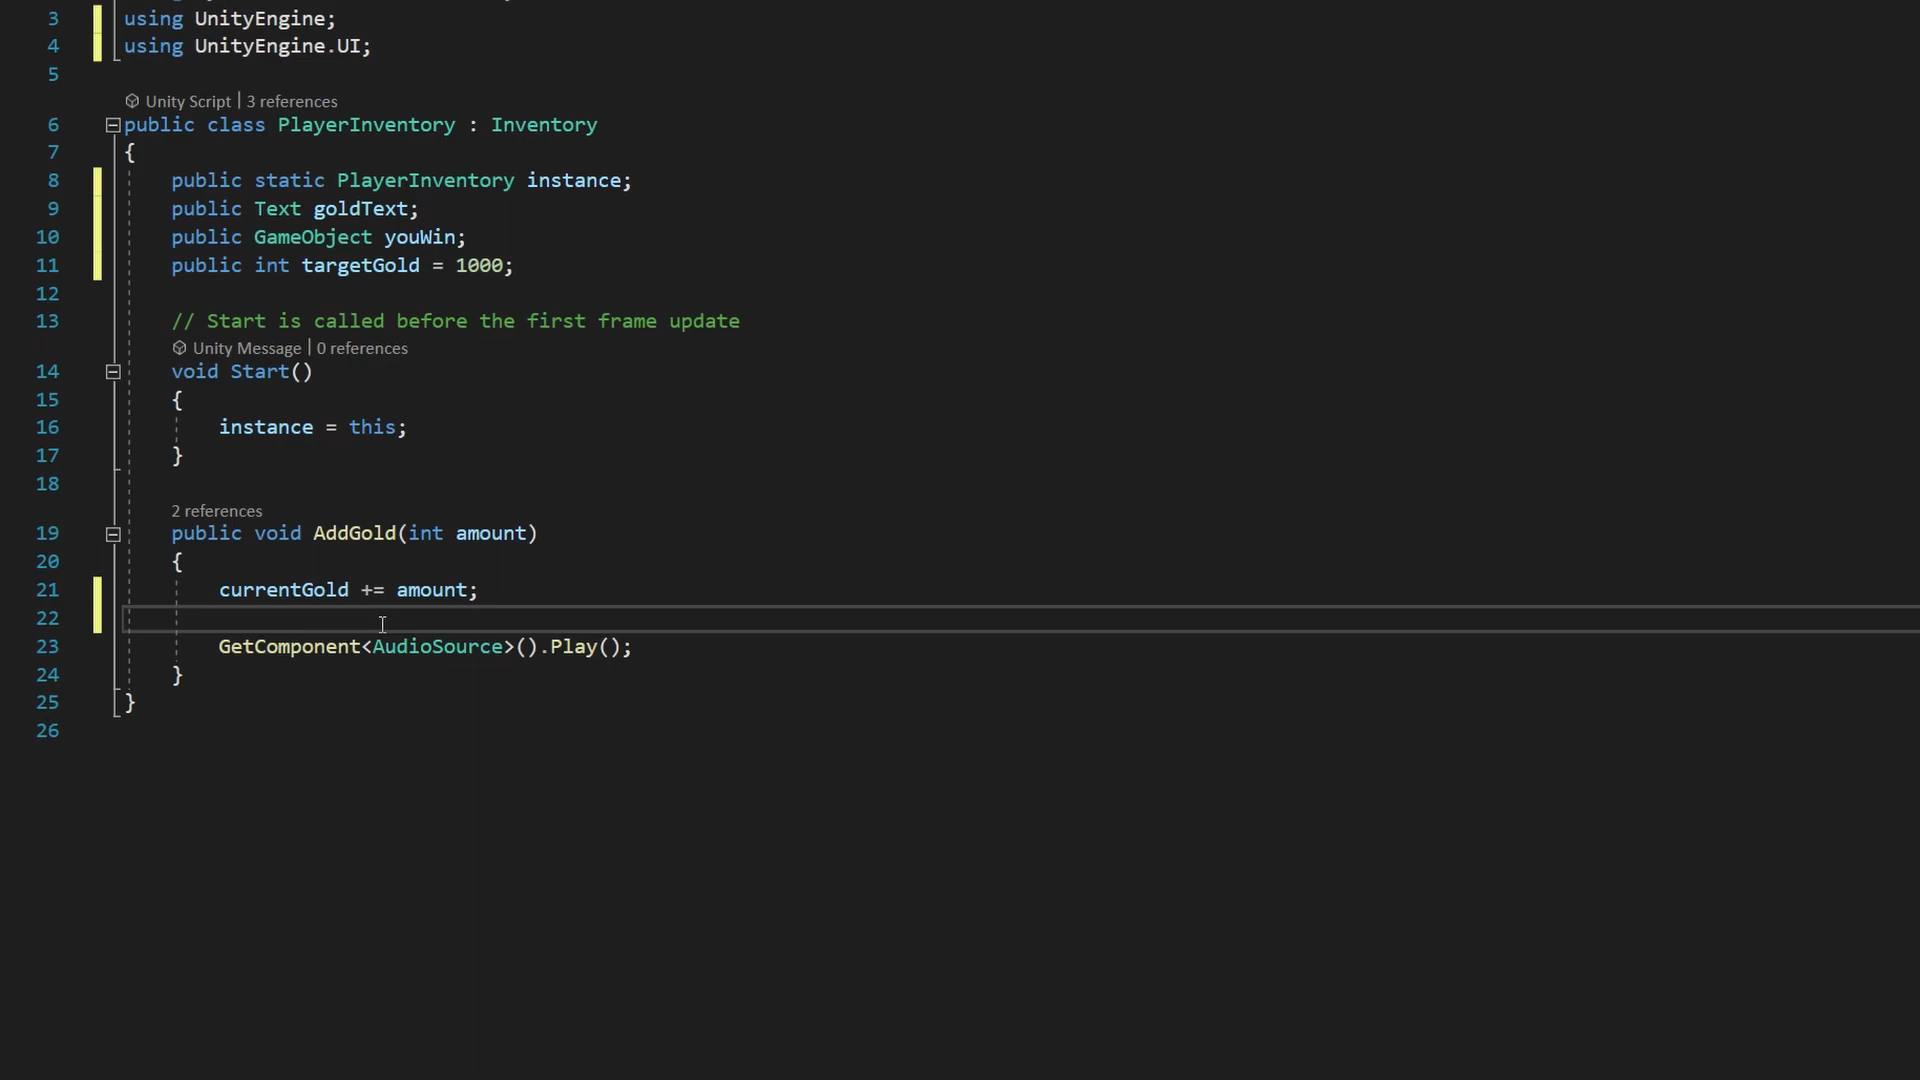 3 using UnityEngine;
4 using UnityEngine.UI;
5
Unity Script | 3 references
6 public class PlayerInventory : Inventory
7 {
8 public static PlayerInventory instance;
9 public Text goldText;
10 public GameObject youWin;
11 public int targetGold = 1000;
12
13 // Start is called before the first frame update
Unity Message | 0 references
14 void Start()
15 {
16 instance = this;
17 }
18
2 references
19 public void AddGold(int amount)
20 {
21 currentGold += amount;
22
23 GetComponent<AudioSource>().Play();
24 }
25 }
26